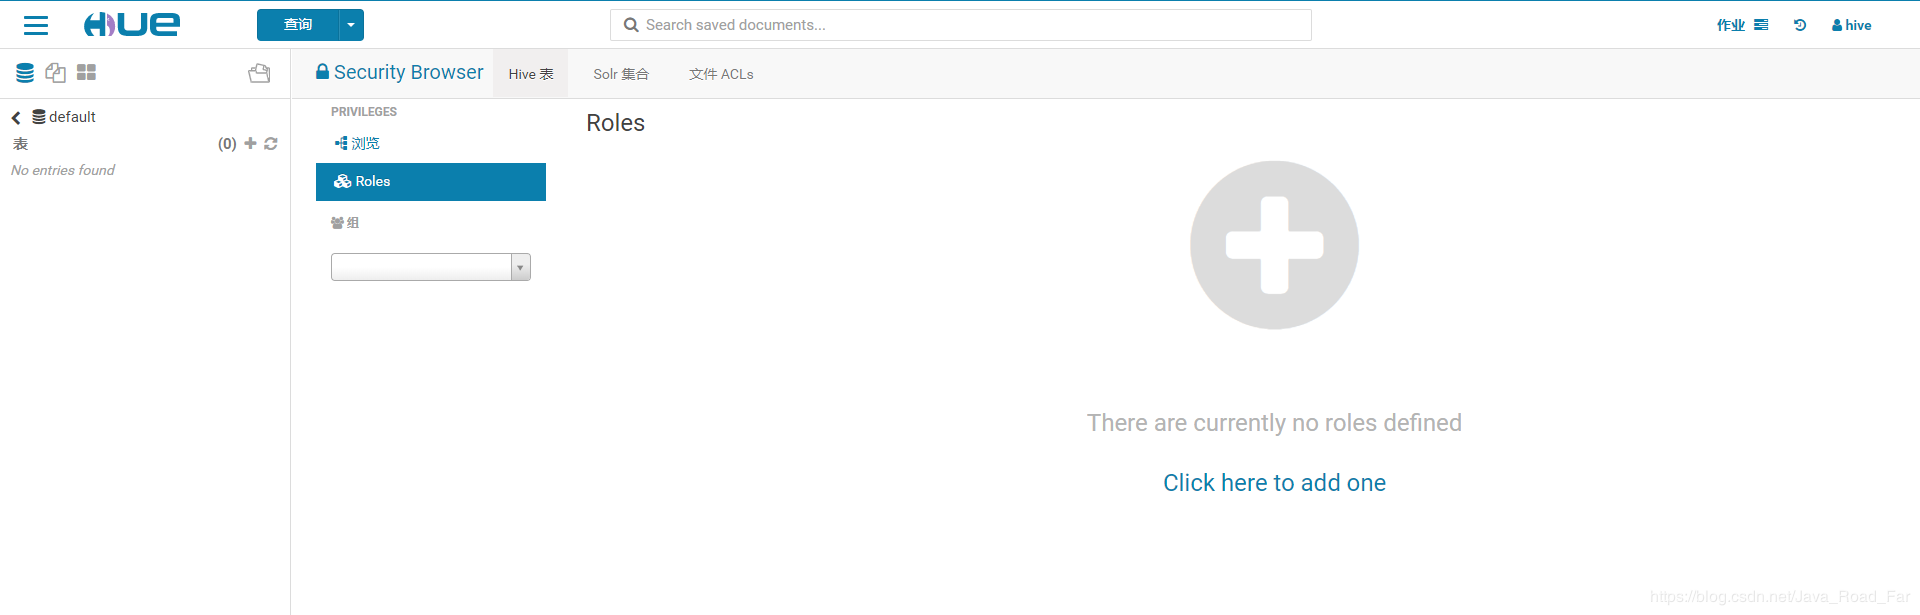 HUE
查询
Search saved documents...
作业
hive
Security Browser
Hive 表
Solr 集合
文件 ACLs
default
表
(0)
No entries found
PRIVILEGES
浏览
Roles
组
Roles
There are currently no roles defined
Click here to add one
https://blog.csdn.net/Java_Road_Far